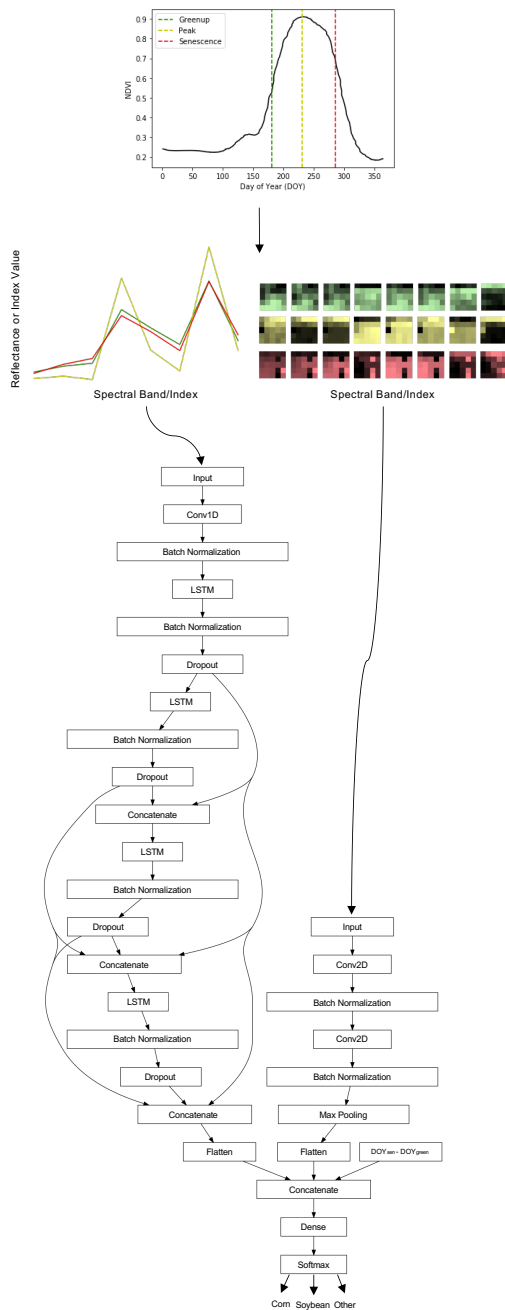 Greenup
Peak
Senescence
0.9
0.8
0.7
0.6
0.5
0.4
0.3
0.2
NDVI
0 50 100 150 200 250 300 350
Day of Year (DOY)
Reflectance or Index Value
Spectral Band/Index
Spectral Band/Index
Input
Conv1D
Batch Normalization
LSTM
Batch Normalization
Dropout
LSTM
Batch Normalization
Dropout
Concatenate
LSTM
Batch Normalization
Dropout
Concatenate
LSTM
Batch Normalization
Dropout
Concatenate
Flatten
Input
Conv2D
Batch Normalization
Conv2D
Batch Normalization
Max Pooling
Flatten
DOYsen - DOYgreen
Concatenate
Dense
Softmax
Corn Soybean Other